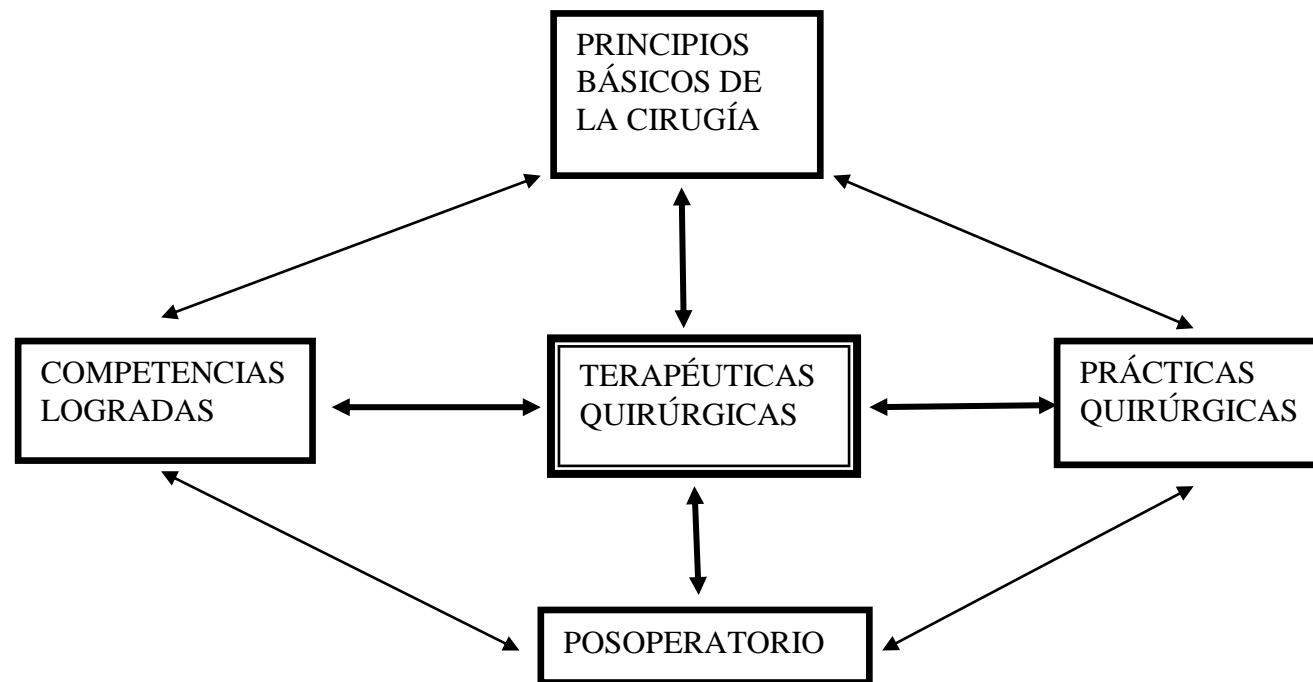 PRINCIPIOS
BÁSICOS DE
LA CIRUGÍA
COMPETENCIAS
LOGRADAS
TERAPÉUTICAS
QUIRÚRGICAS
PRÁCTICAS
QUIRÚRGICAS
POSOPERATORIO